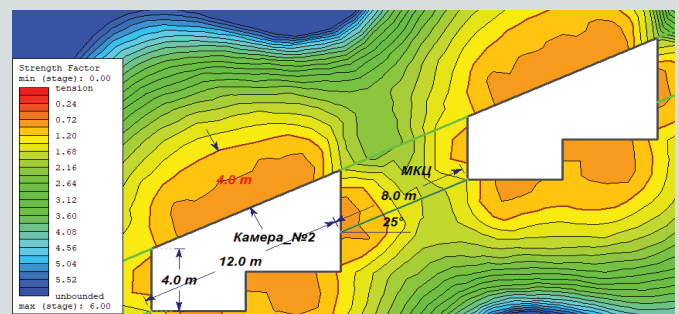 Strength Factor
min (stage): 0.00
tension
0.24
0.72
1.20
1.68
2.16
2.64
3.12
3.60
4.08
4.56
5.04
5.52
unbounded
max (stage): 6.00
4.0 m
МКЦ
8.0 m
25°
Камера_№2
12.0 m
4.0 m